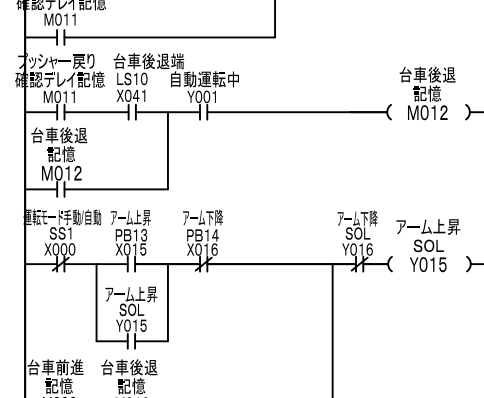 確認デレイ記憶
M011
プッシャー戻り 台車後退端
確認デレイ記憶 LS10 自動運転中
M011 X041 Y001
台車後退
記憶
M012
台車後退
記憶
M012
運転モード手動/自動 アーム上昇 アーム下降
SS1 PB13 PB14
X000 X015 X016
アーム下降
SOL
Y016
アーム上昇
SOL
Y015
アーム上昇
SOL
Y015
台車前進 台車後退
記憶 記憶